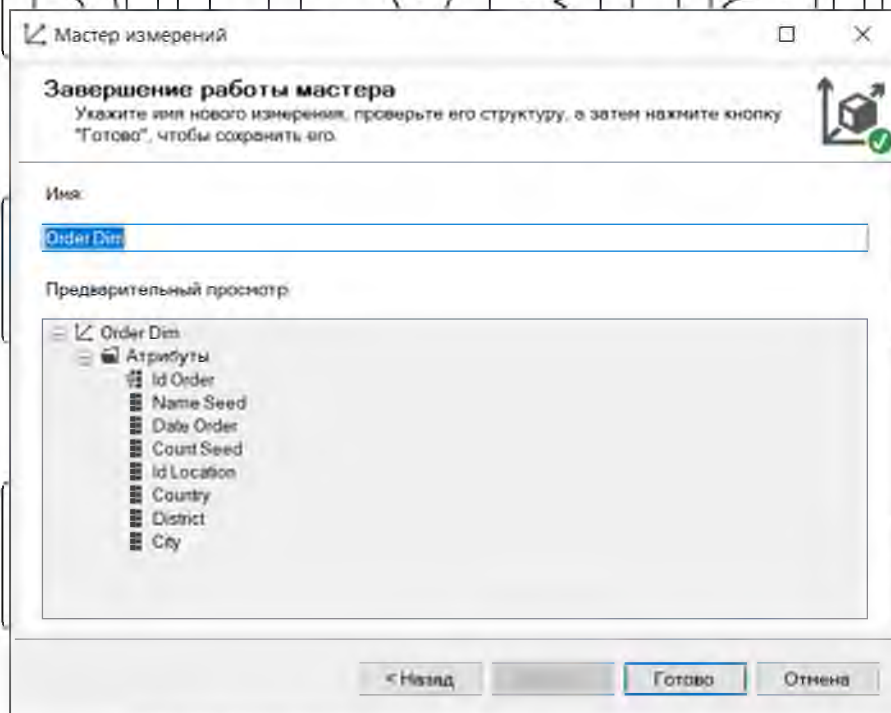 Мастер измерений
Завершение работы мастера
Укажите имя нового измерения, проверьте его структуру, а затем нажмите кнопку
"Готово", чтобы сохранить его.
Имя:
Order Dim
Предварительный просмотр
Order Dim
Атрибуты
Id Order
Name Seed
Date Order
Count Seed
Id Location
Country
District
City
< Назад
Готово
Отмена